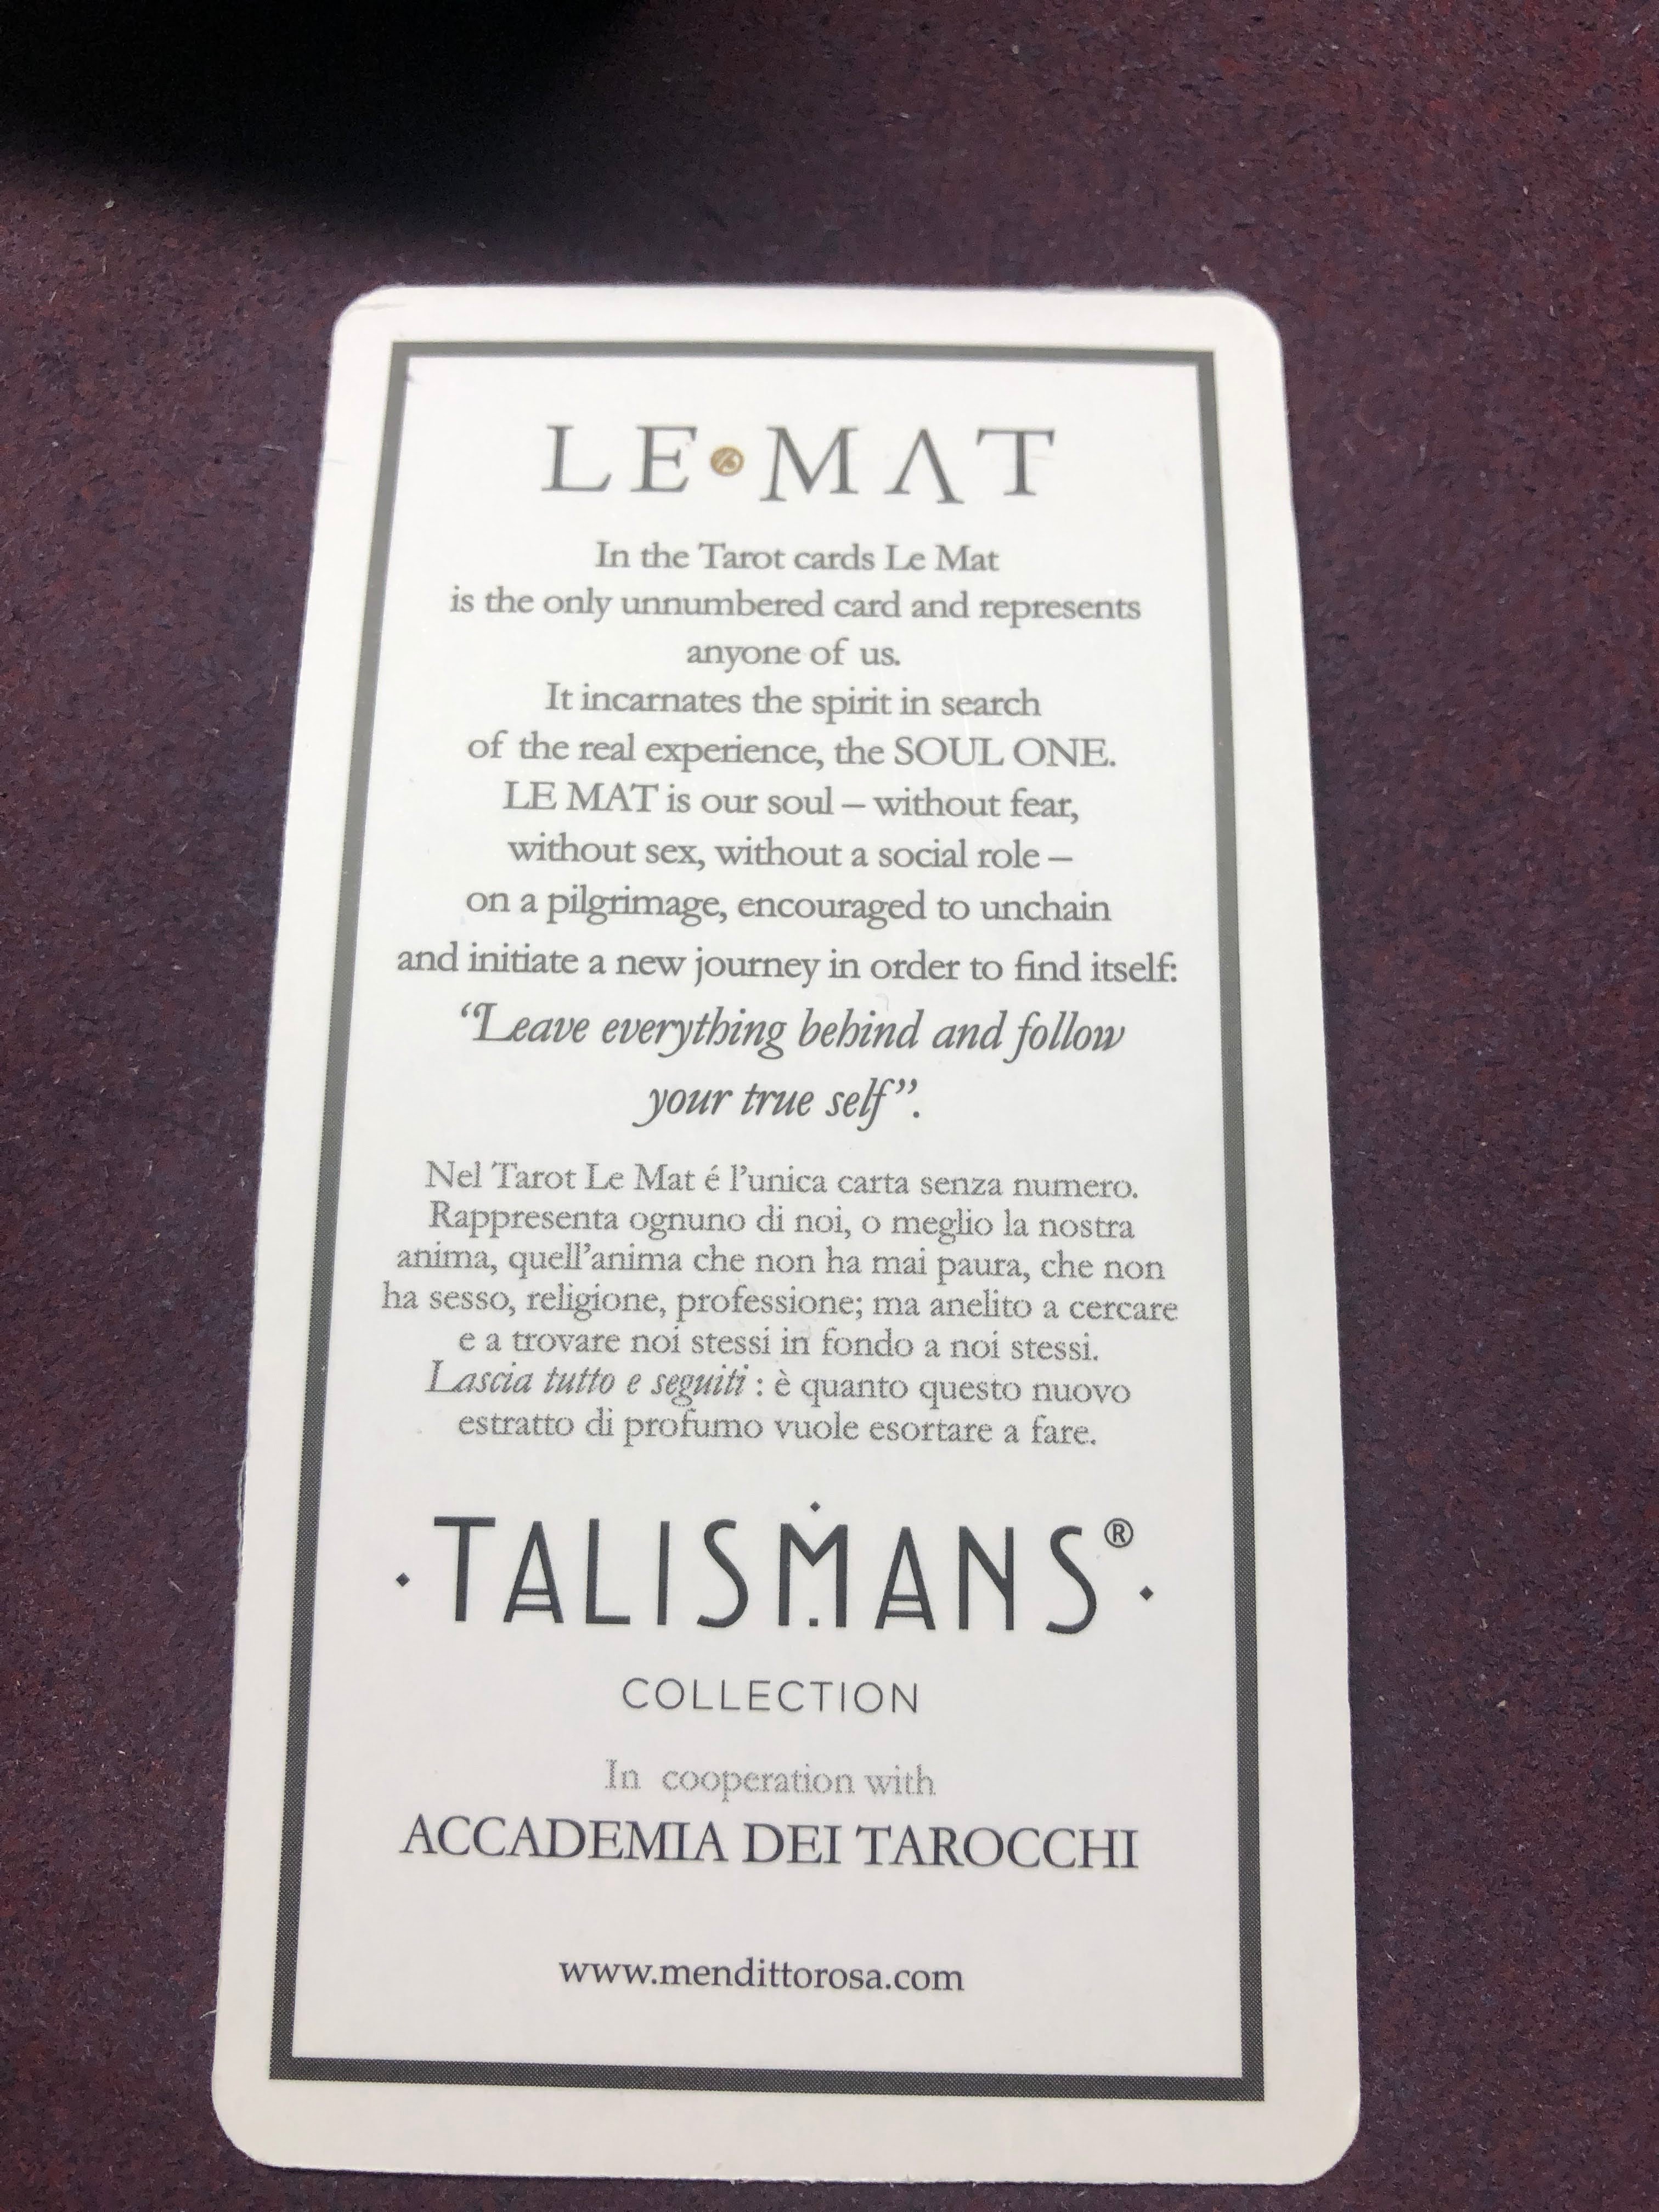 LE MAT
In the Tarot cards Le Mat
is the only unnumbered card and represents
anyone of us.
It incarnates the spirit in search
of the real experience, the SOUL ONE.
LE MAT is our soul – without fear,
without sex, without a social role –
on a pilgrimage, encouraged to unchain
and initiate a new journey in order to find itself:
“Leave everything behind and follow
your true self”.
Nel Tarot Le Mat é l’unica carta senza numero.
Rappresenta ognuno di noi, o meglio la nostra
anima, quell’anima che non ha mai paura, che non
ha sesso, religione, professione; ma anelito a cercare
e a trovare noi stessi in fondo a noi stessi.
Lascia tutto e seguiti : è quanto questo nuovo
estratto di profumo vuole esortare a fare.
·TALISMANS®·
COLLECTION
In cooperation with
ACCADEMIA DEI TAROCCHI
www.mendittorosa.com